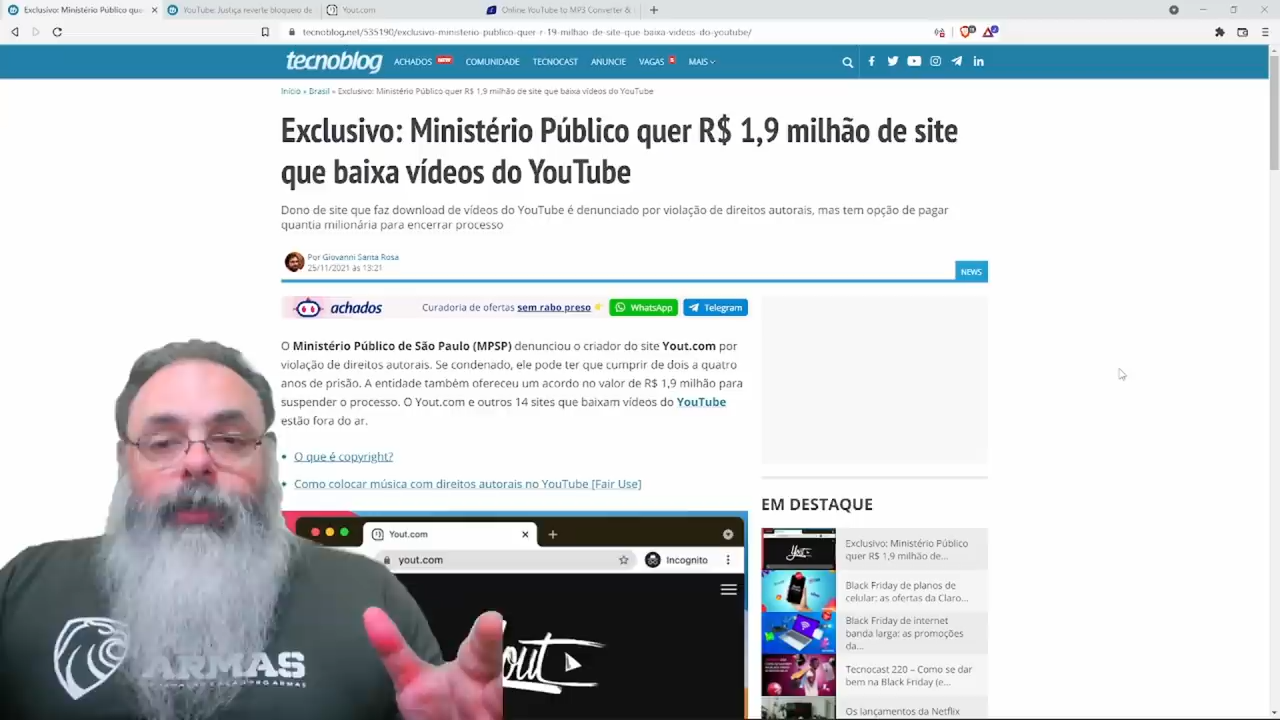 Exclusivo: Ministério Público que
YouTube: Justiça reverte bloqueio de
Yout.com
Online YouTube to MP3 Converter &
tecnoblog.net/535190/exclusivo-ministerio-publico-quer-r-19-milhao-de-site-que-baixa-videos-do-youtube/
tecnoblog
ACHADOS
COMUNIDADE
TECNOCAST
ANUNCIE
VAGAS
MAIS
Início » Brasil » Exclusivo: Ministério Público quer R$ 1,9 milhão de site que baixa vídeos do YouTube
Exclusivo: Ministério Público quer R$ 1,9 milhão de site
que baixa vídeos do YouTube
Dono de site que faz download de vídeos do YouTube é denunciado por violação de direitos autorais, mas tem opção de pagar
quantia milionária para encerrar processo
Por Giovanni Santa Rosa
25/11/2021 às 13:21
NEWS
achados
Curadoria de ofertas sem rabo preso
WhatsApp
Telegram
O Ministério Público de São Paulo (MPSP) denunciou o criador do site Yout.com por
violação de direitos autorais. Se condenado, ele pode ter que cumprir de dois a quatro
anos de prisão. A entidade também ofereceu um acordo no valor de R$ 1,9 milhão para
suspender o processo. O Yout.com e outros 14 sites que baixam vídeos do YouTube
estão fora do ar.
O que é copyright?
Como colocar música com direitos autorais no YouTube [Fair Use]
Yout.com
yout.com
Incognito
Yout
ARMAS
EM DESTAQUE
Exclusivo: Ministério Público
quer R$ 1,9 milhão de...
Black Friday de planos de
celular: as ofertas da Claro...
Black Friday de internet
banda larga: as promoções
da...
Tecnocast 220 – Como se dar
bem na Black Friday (e...
Os lançamentos da Netflix